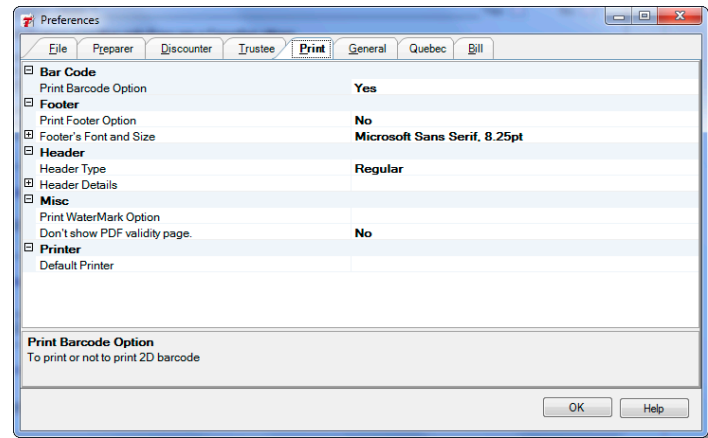 Preferences
File Preparer Discounter Trustee Print General Quebec Bill
Bar Code
Print Barcode Option Yes
Footer
Print Footer Option No
Footer's Font and Size Microsoft Sans Serif, 8.25pt
Header
Header Type Regular
Header Details
Misc
Print WaterMark Option
Don't show PDF validity page. No
Printer
Default Printer
Print Barcode Option
To print or not to print 2D barcode
OK Help